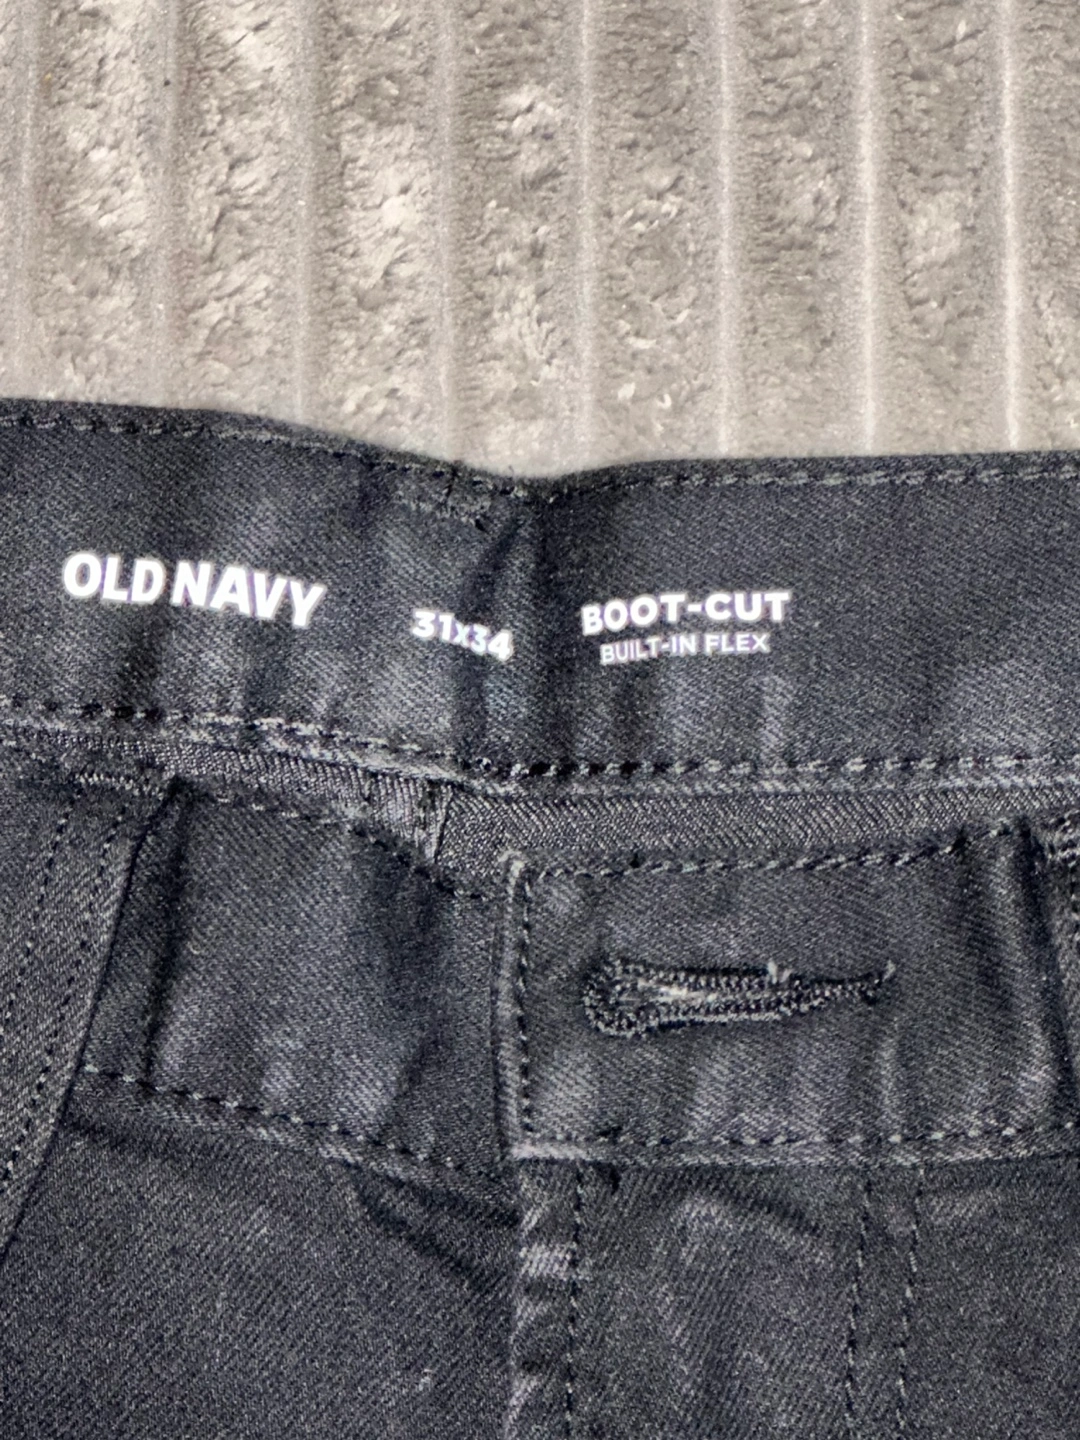 OLD NAVY
31x34
BOOT-CUT
BUILT-IN FLEX